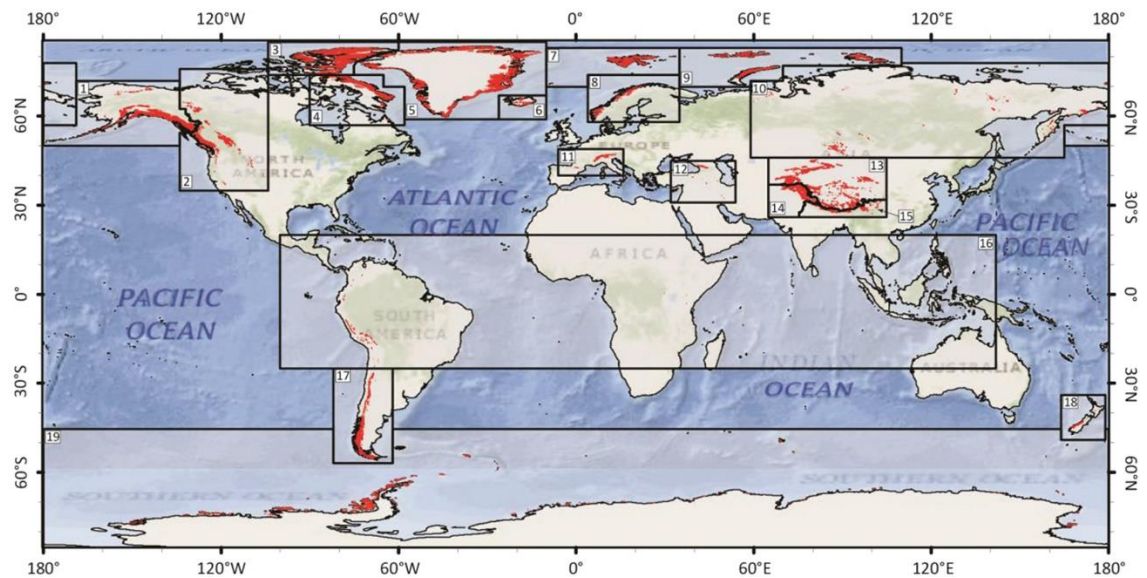 180° 120°W 60°W 0° 60°E 120°E 180°
3
7
1
8
9
10
60°N
4
5
6
60°N
EUROPE
NORTH
AMERICA
11
12
13
2
ATLANTIC
OCEAN
30°N
14
15
30°N
PACIFIC
OCEAN
16
AFRICA
0°
PACIFIC
OCEAN
SOUTH
AMERICA
0°
INDIAN
OCEAN
AUSTRALIA
30°S
17
18
30°N
19
60°S
60°N
SOUTHERN OCEAN
SOUTHERN OCEAN
180° 120°W 60°W 0° 60°E 120°E 180°